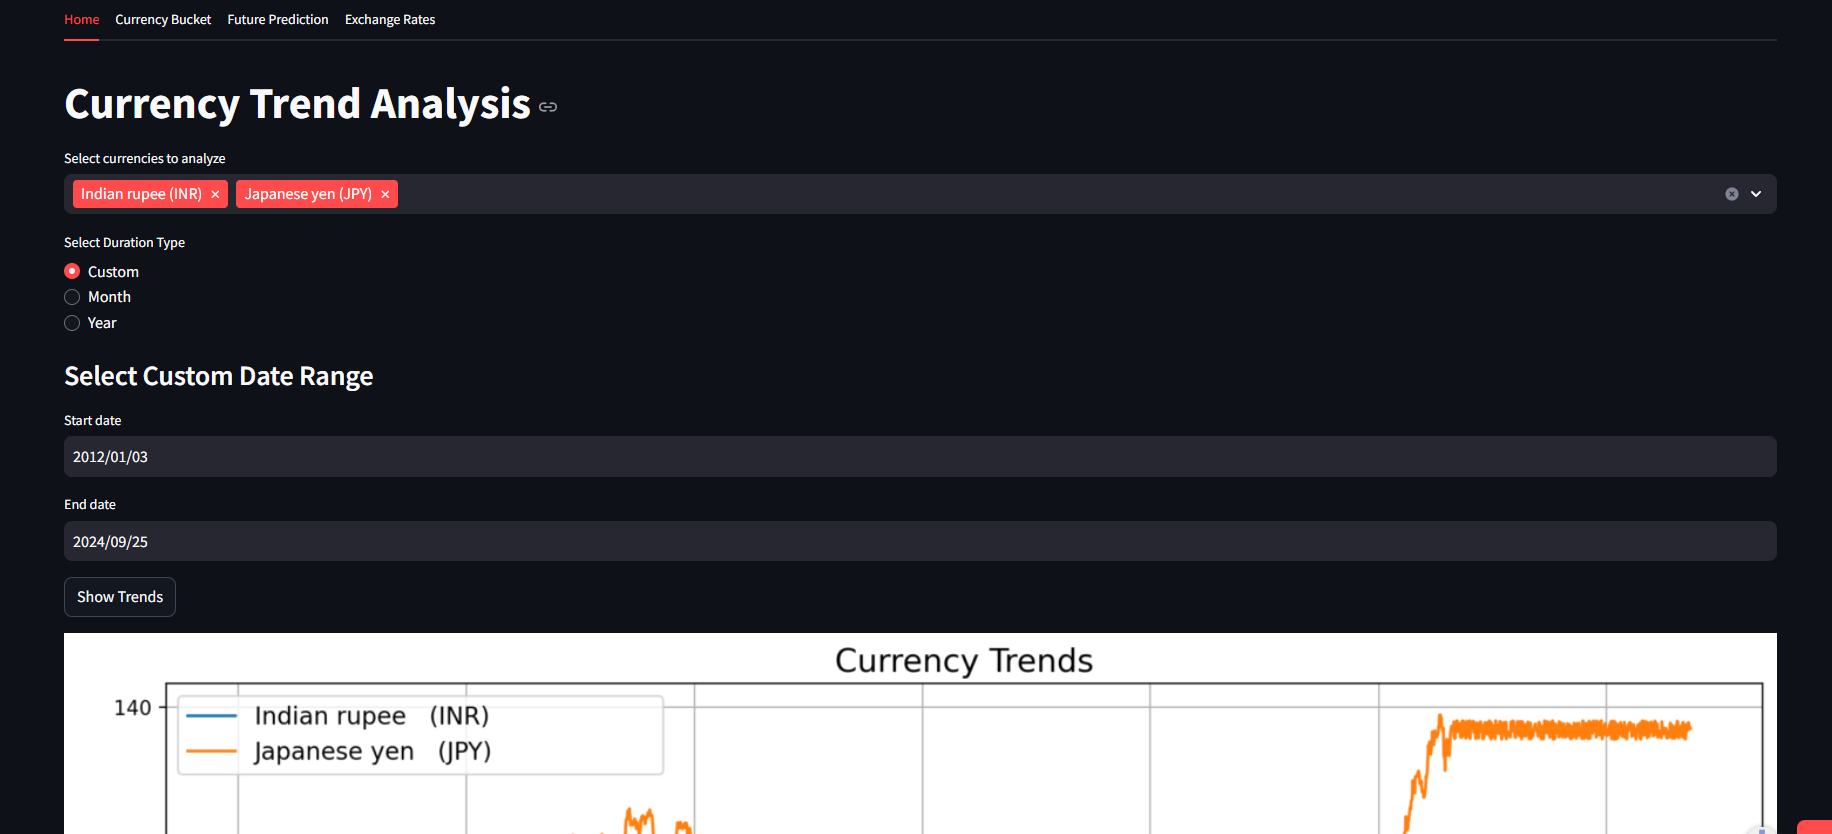 Home Currency Bucket Future Prediction Exchange Rates
Currency Trend Analysis
Select currencies to analyze
Indian rupee (INR) × Japanese yen (JPY) ×
Select Duration Type
Custom
Month
Year
Select Custom Date Range
Start date
2012/01/03
End date
2024/09/25
Show Trends
Currency Trends
140
Indian rupee (INR)
Japanese yen (JPY)